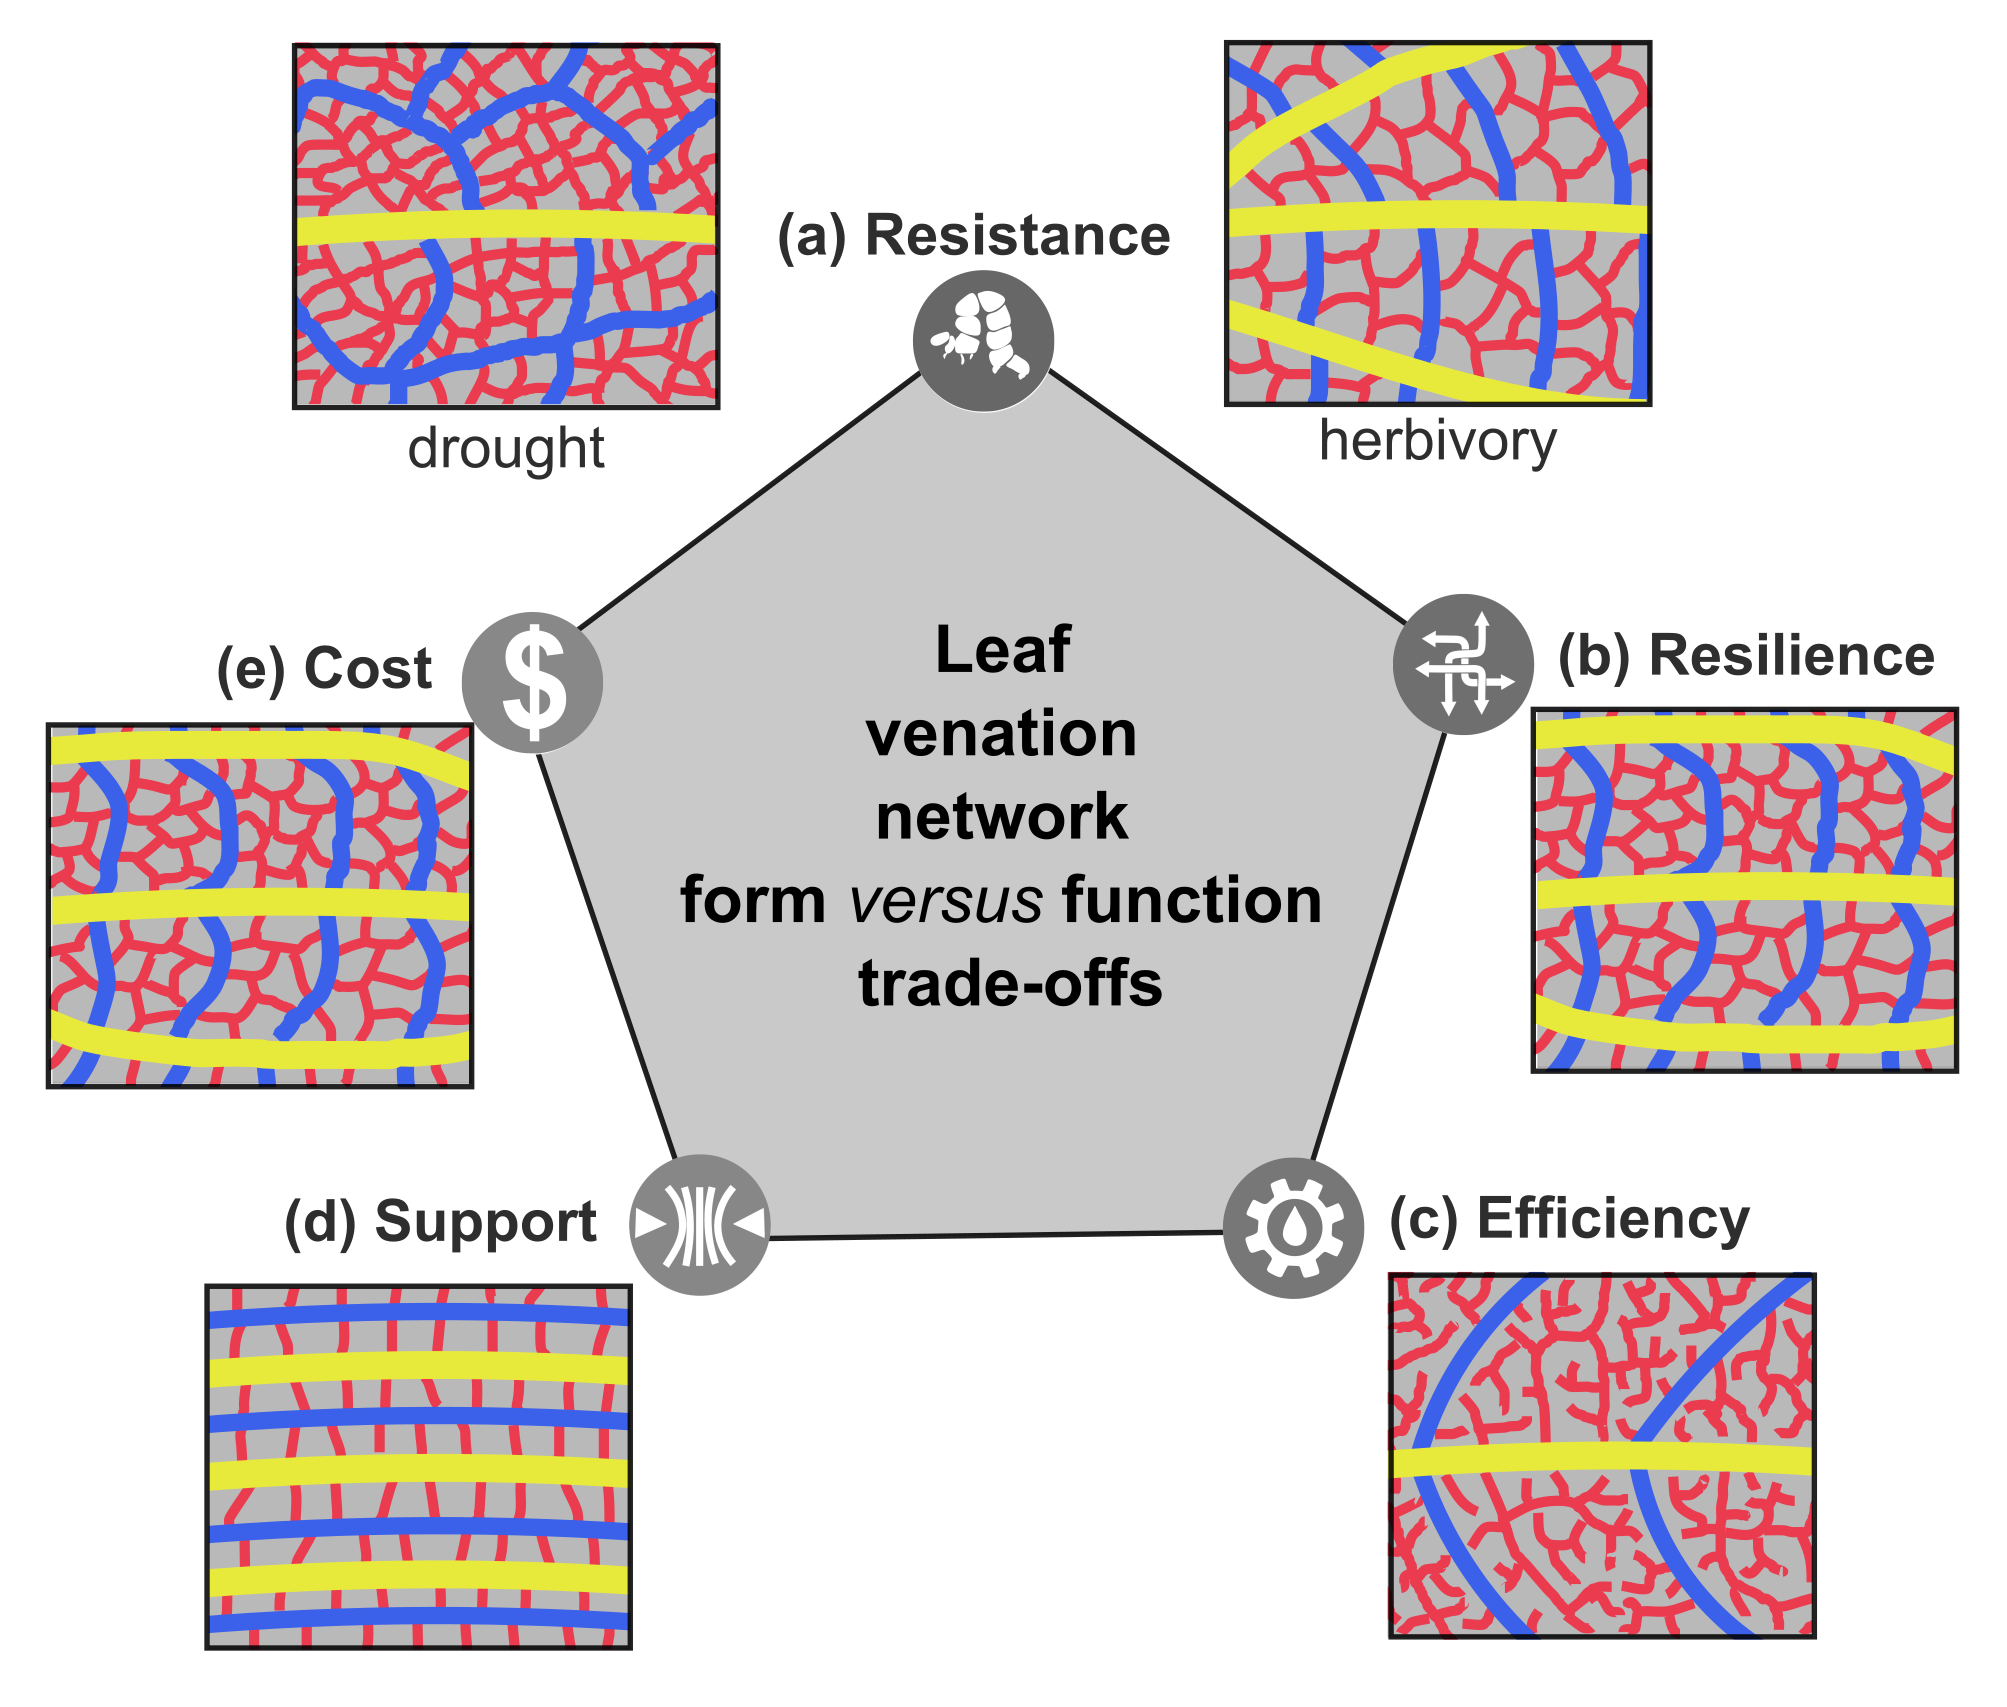 (a) Resistance
drought
herbivory
(e) Cost
$
(b) Resilience
Leaf
venation
network
form versus function
trade-offs
(d) Support
(c) Efficiency